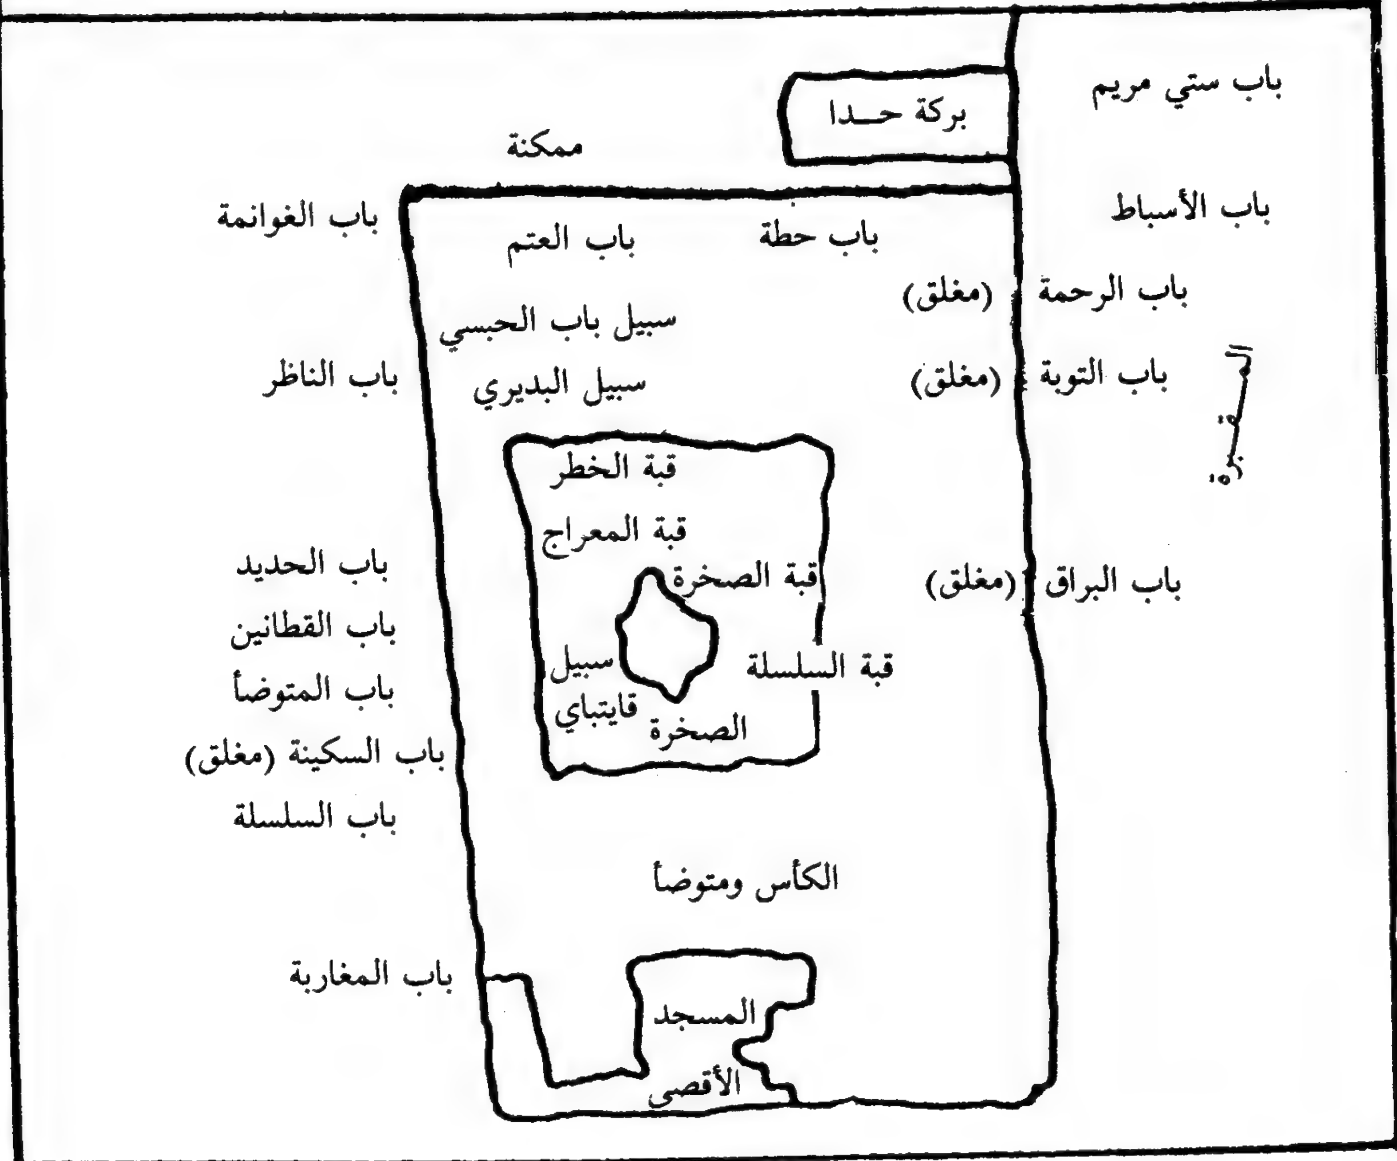 باب ستي مريم
بركة حـــدا
ممكنة
باب الأسباط
باب الغوانمة
باب حطة
باب العتم
باب الرحمة (مغلق)
سبيل باب الحبسي
باب التوبة (مغلق)
سبيل البديري
باب الناظر
المـــقـــبرة
قبة الخطر
قبة المعراج
قبة الصخرة
باب البراق (مغلق)
باب الحديد
باب القطانين
قبة السلسلة
سبيل
قايتباي
الصخرة
باب المتوضأ
باب السكينة (مغلق)
باب السلسلة
الكأس ومتوضأ
باب المغاربة
المسجد
الأقصى